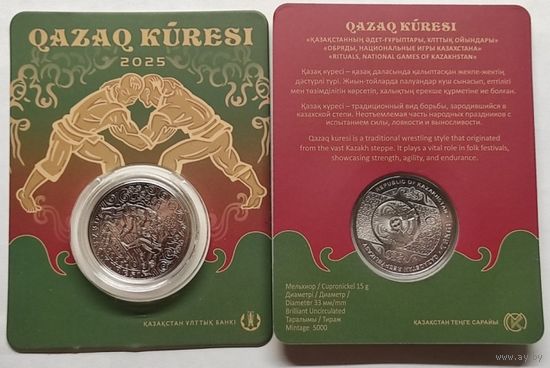 QAZAQ KÚRESI
2025
ҚАЗАҚСТАН ҰЛТТЫҚ БАНКІ
QAZAQ KÚRESI
«ҚАЗАҚСТАННЫҢ ӘДЕТ-ҒҰРЫПТАРЫ, ҰЛТТЫҚ ОЙЫНДАРЫ»
«ОБРЯДЫ, НАЦИОНАЛЬНЫЕ ИГРЫ КАЗАХСТАНА»
«RITUALS, NATIONAL GAMES OF KAZAKHSTAN»
Қазақ күресі – қазақ даласында қалыптасқан жекпе-жектің
дәстүрлі түрі. Жиын-тойларда палуандар күш сынасып, ептілігі
мен төзімділігін көрсетіп, халықтың ерекше құрметіне ие болған.
Қазақ күресі – традиционный вид борьбы, зародившийся в
казахской степи. Неотъемлемая часть народных праздников с
испытанием силы, ловкости и выносливости.
Qazaq kuresi is a traditional wrestling style that originated
from the vast Kazakh steppe. It plays a vital role in folk festivals,
showcasing strength, agility, and endurance.
REPUBLIC OF KAZAKHSTAN
Мельхиор / Cupronickel 15 g
Диаметрі / Диаметр /
Diameter 33 мм/mm
Brilliant Uncirculated
Таралымы / Тираж
Mintage 5000
ҚАЗАҚСТАН ТЕҢГЕ САРАЙЫ
www.ay.by